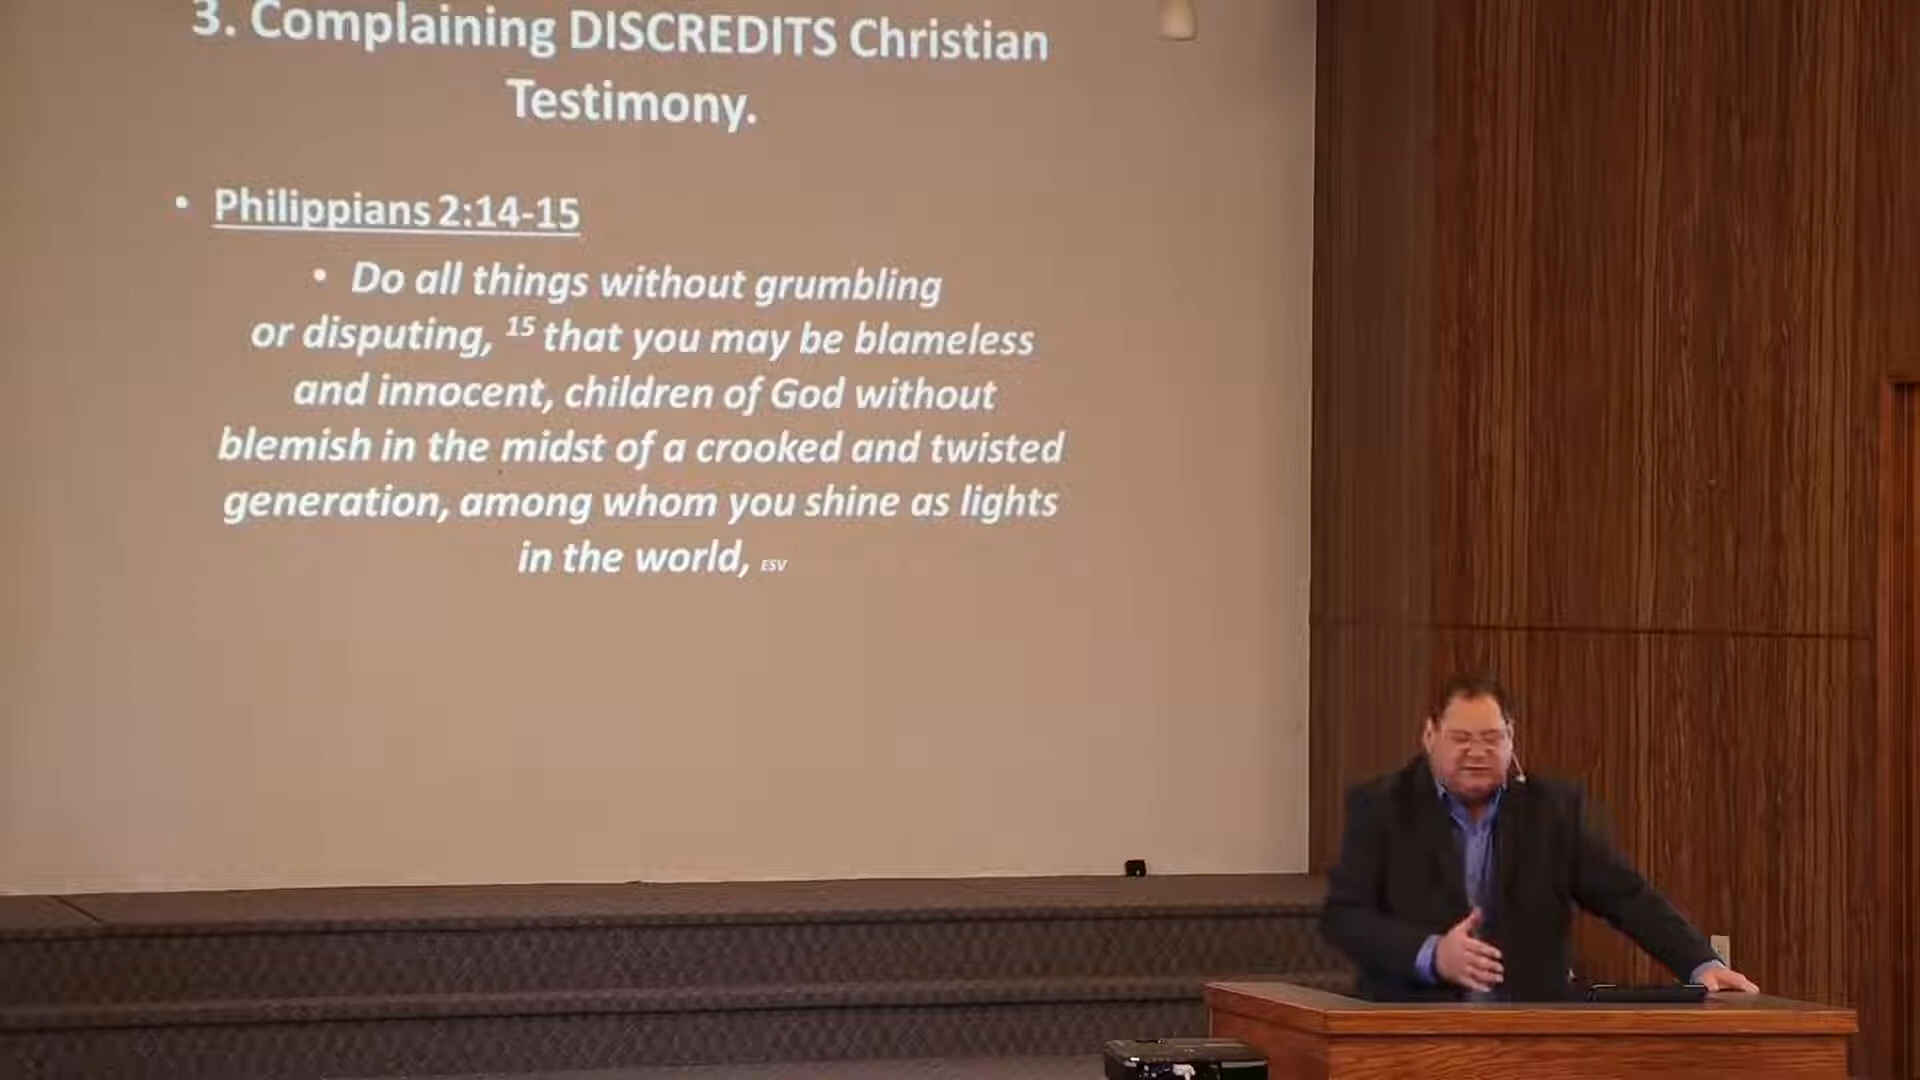 3. Complaining DISCREDITS Christian
Testimony.
• Philippians 2:14-15
• Do all things without grumbling
or disputing, 15 that you may be blameless
and innocent, children of God without
blemish in the midst of a crooked and twisted
generation, among whom you shine as lights
in the world, ESV